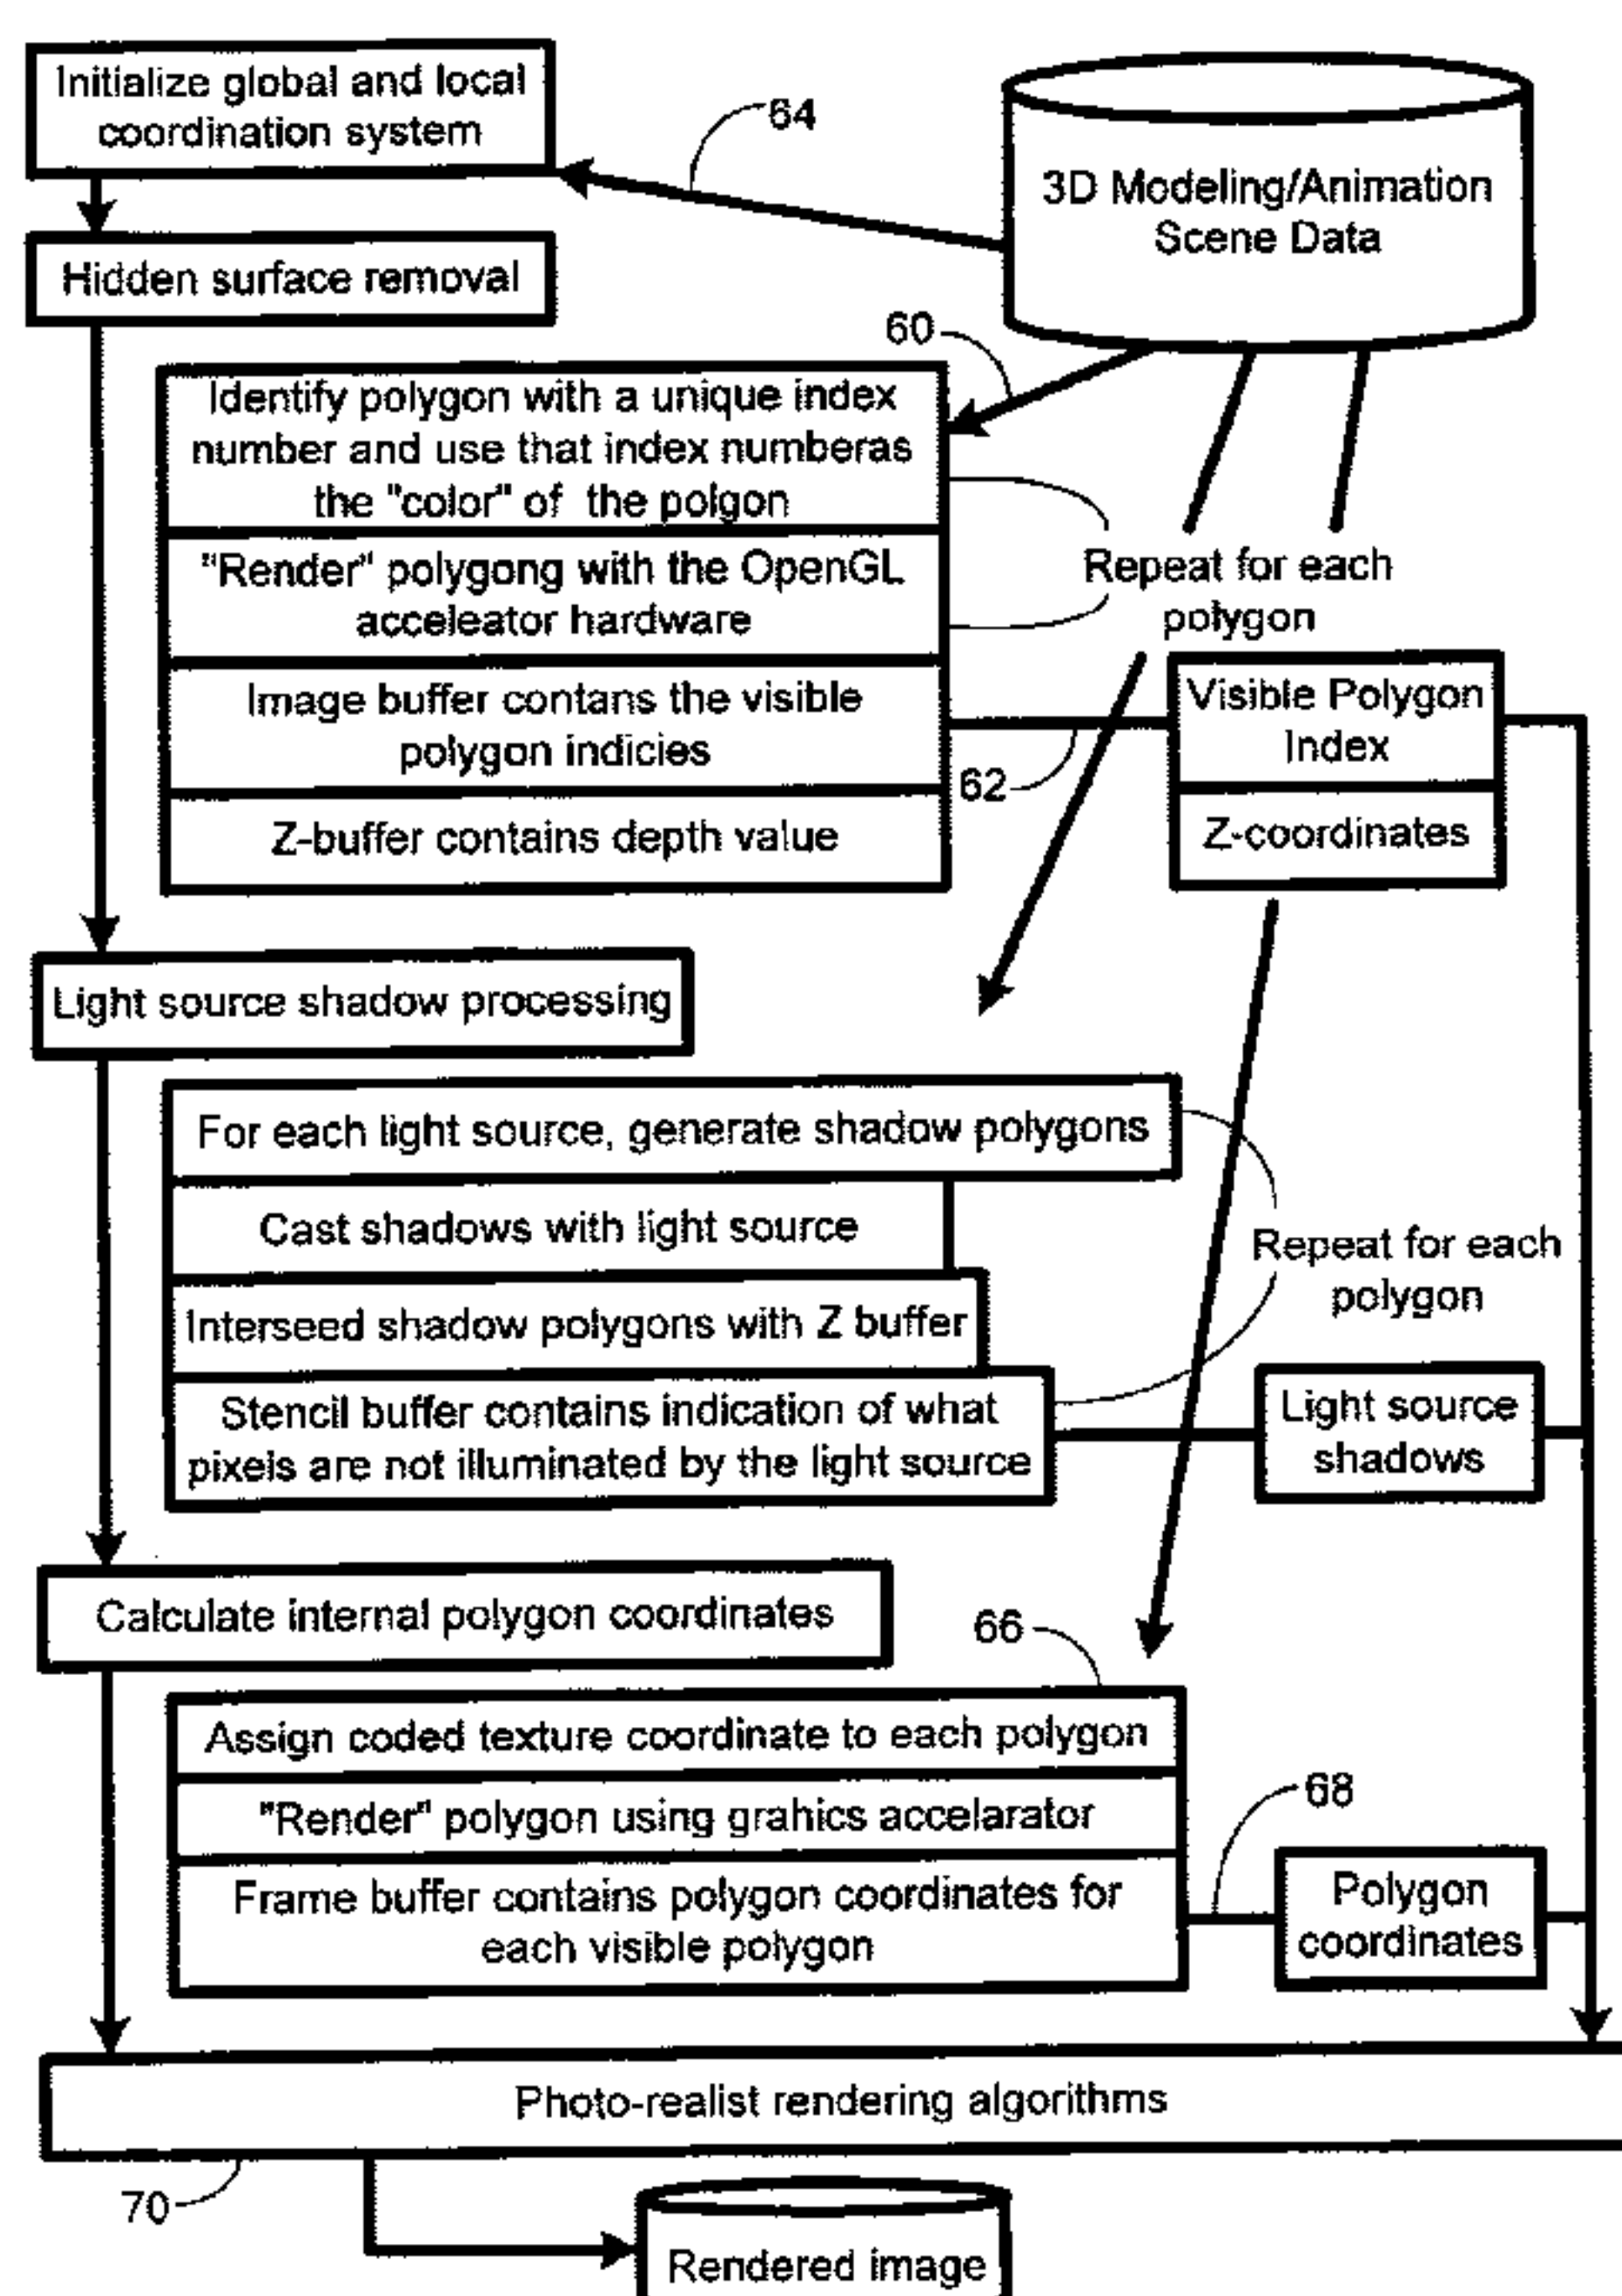 Initialize global and local
coordination system
64
3D Modeling/Animation
Scene Data
Hidden surface removal
60
Identify polygon with a unique index
number and use that index numberas
the "color" of the polgon
"Render" polygong with the OpenGL
acceleator hardware
Repeat for each
polygon
Image buffer contans the visible
polygon indicies
62
Visible Polygon
Index
Z-buffer contains depth value
Z-coordinates
Light source shadow processing
For each light source, generate shadow polygons
Cast shadows with light source
Interseed shadow polygons with Z buffer
Repeat for each
polygon
Stencil buffer contains indication of what
pixels are not illuminated by the light source
Light source
shadows
Calculate internal polygon coordinates
66
Assign coded texture coordinate to each polygon
"Render" polygon using grahics accelarator
68
Frame buffer contains polygon coordinates for
each visible polygon
Polygon
coordinates
Photo-realist rendering algorithms
70
Rendered image